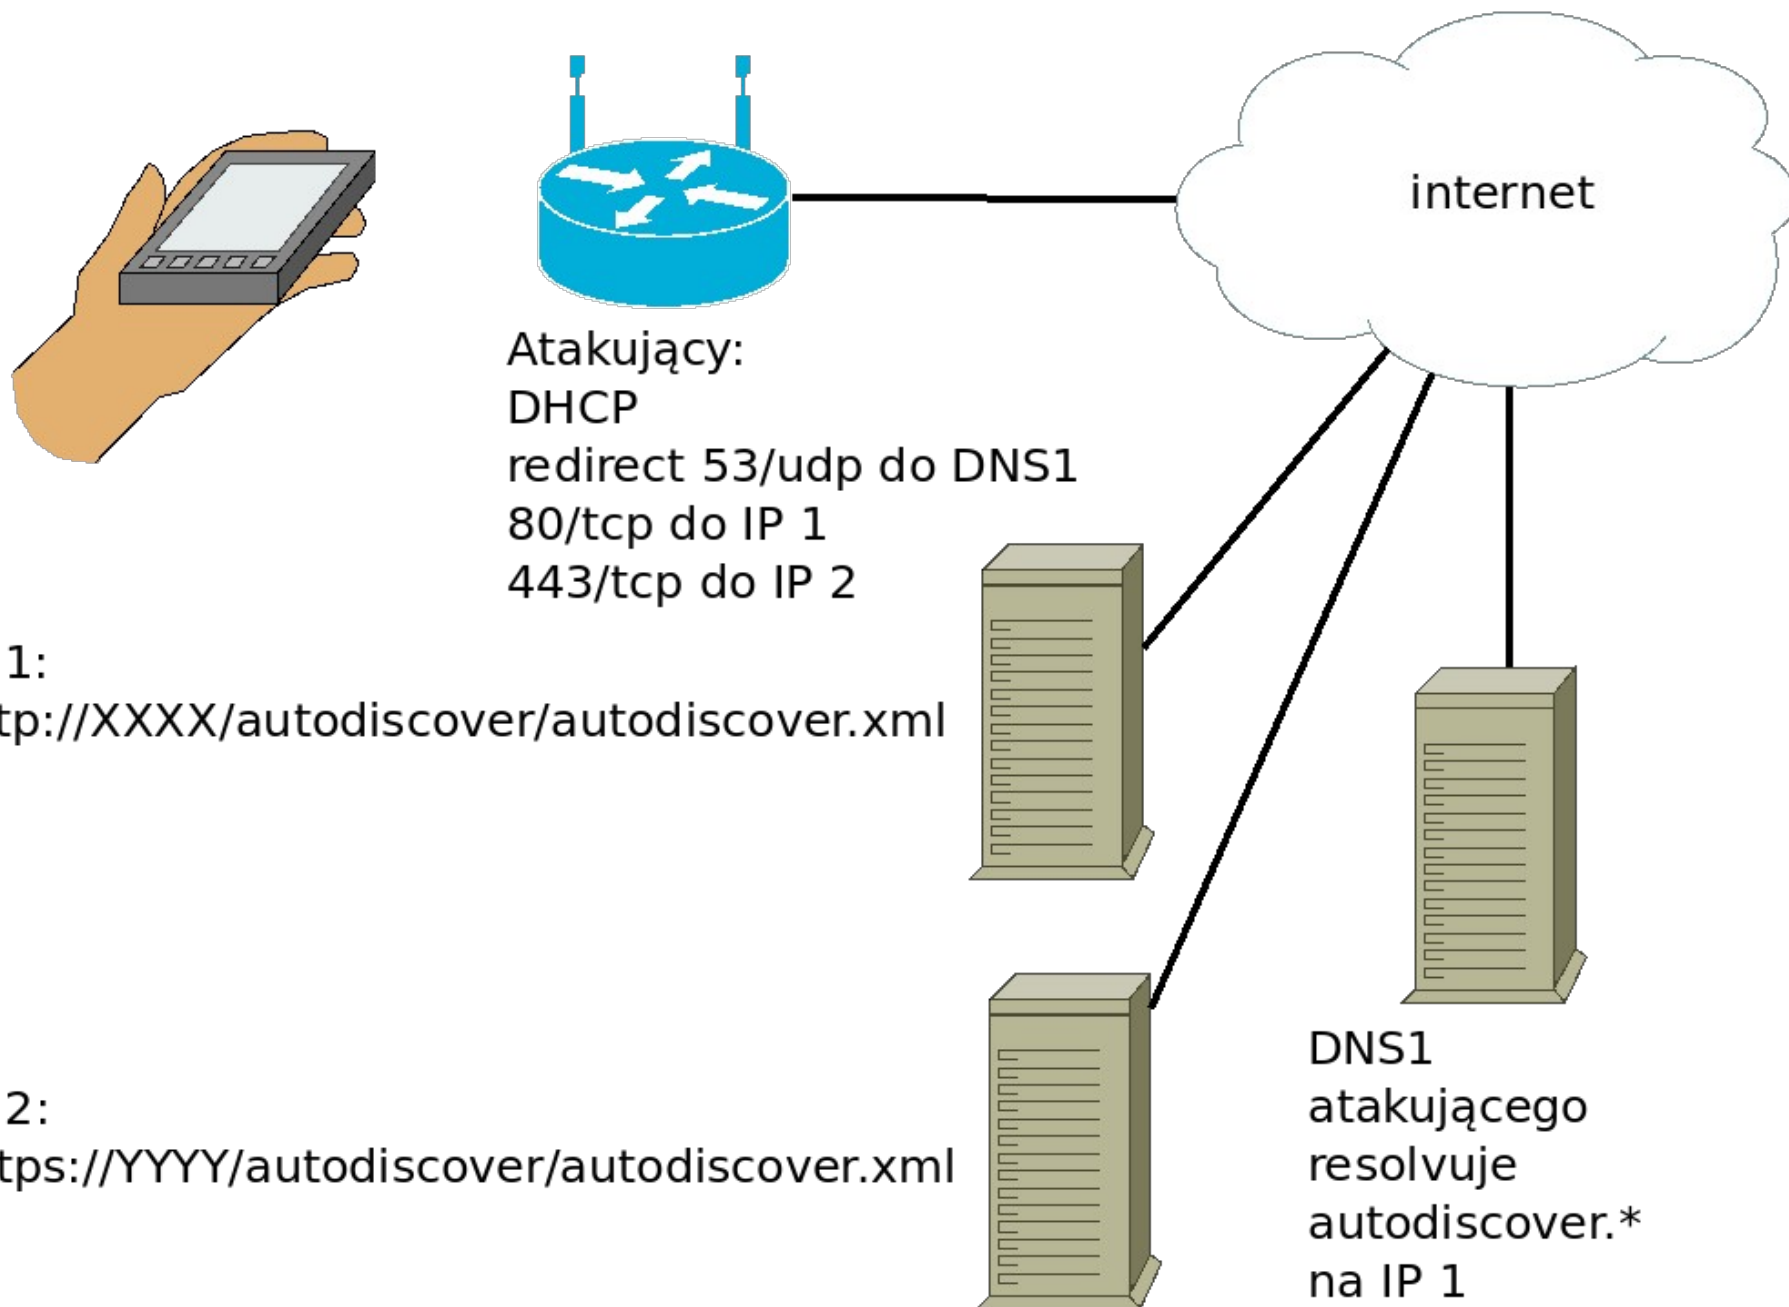 internet
Atakujący:
DHCP
redirect 53/udp do DNS1
80/tcp do IP 1
443/tcp do IP 2
1:
tp://XXXX/autodiscover/autodiscover.xml
2:
tps://YYYY/autodiscover/autodiscover.xml
DNS1
atakującego
resolvuje
autodiscover.*
na IP 1